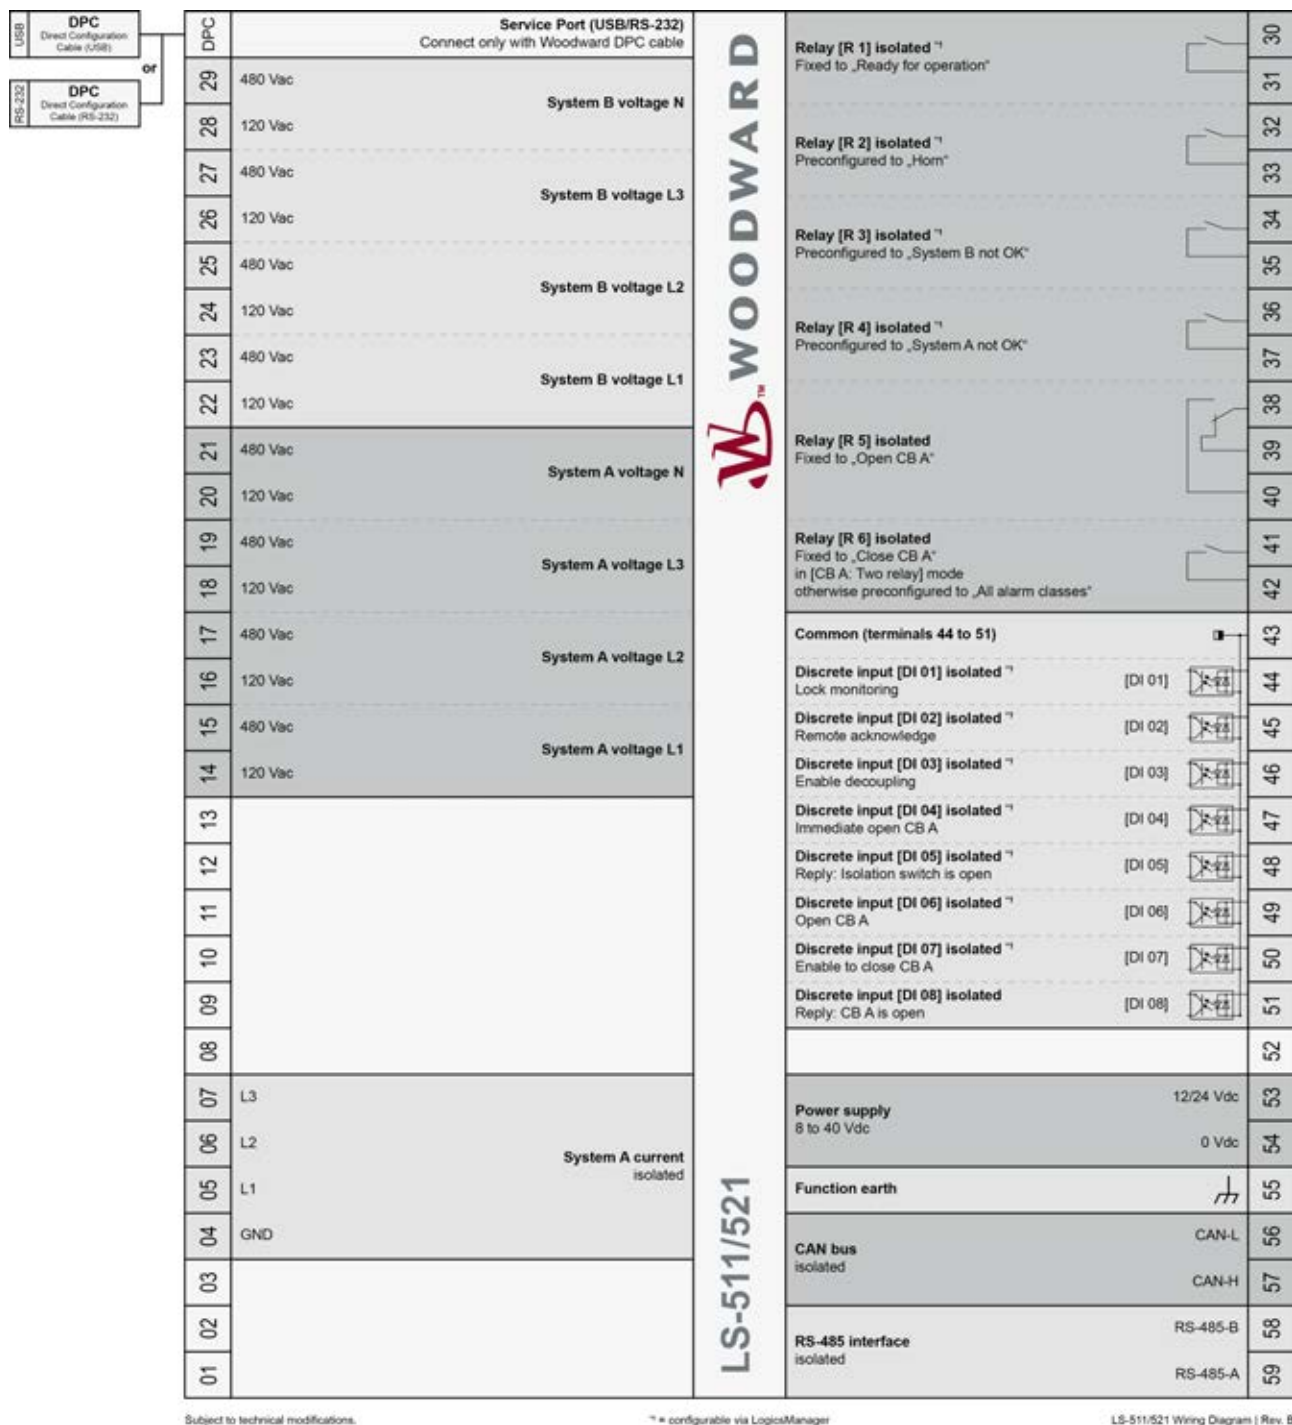 USB
DPC
Direct Configuration
Cable (USB)
or
RS-232
DPC
Direct Configuration
Cable (RS-232)
DPC
Service Port (USB/RS-232)
Connect only with Woodward DPC cable
29
480 Vac
System B voltage N
28
120 Vac
27
480 Vac
System B voltage L3
26
120 Vac
25
480 Vac
System B voltage L2
24
120 Vac
23
480 Vac
System B voltage L1
22
120 Vac
21
480 Vac
System A voltage N
20
120 Vac
19
480 Vac
System A voltage L3
18
120 Vac
17
480 Vac
System A voltage L2
16
120 Vac
15
480 Vac
System A voltage L1
14
120 Vac
13
12
11
10
09
08
07
L3
06
L2
System A current
isolated
05
L1
04
GND
03
02
01
WOODWARD
TM
LS-511/521
Relay [R 1] isolated *1
Fixed to „Ready for operation“
30
31
Relay [R 2] isolated *1
Preconfigured to „Horn“
32
33
Relay [R 3] isolated *1
Preconfigured to „System B not OK“
34
35
Relay [R 4] isolated *1
Preconfigured to „System A not OK“
36
37
Relay [R 5] isolated
Fixed to „Open CB A“
38
39
40
Relay [R 6] isolated
Fixed to „Close CB A“
in [CB A: Two relay] mode
otherwise preconfigured to „All alarm classes“
41
42
Common (terminals 44 to 51)
43
Discrete input [DI 01] isolated *1
Lock monitoring
[DI 01]
44
Discrete input [DI 02] isolated *1
Remote acknowledge
[DI 02]
45
Discrete input [DI 03] isolated *1
Enable decoupling
[DI 03]
46
Discrete input [DI 04] isolated *1
Immediate open CB A
[DI 04]
47
Discrete input [DI 05] isolated *1
Reply: Isolation switch is open
[DI 05]
48
Discrete input [DI 06] isolated *1
Open CB A
[DI 06]
49
Discrete input [DI 07] isolated *1
Enable to close CB A
[DI 07]
50
Discrete input [DI 08] isolated
Reply: CB A is open
[DI 08]
51
52
Power supply
8 to 40 Vdc
12/24 Vdc
53
0 Vdc
54
Function earth
55
CAN bus
isolated
CAN-L
56
CAN-H
57
RS-485 interface
isolated
RS-485-B
58
RS-485-A
59
Subject to technical modifications.
*1 = configurable via LogicsManager
LS-511/521 Wiring Diagram | Rev. B